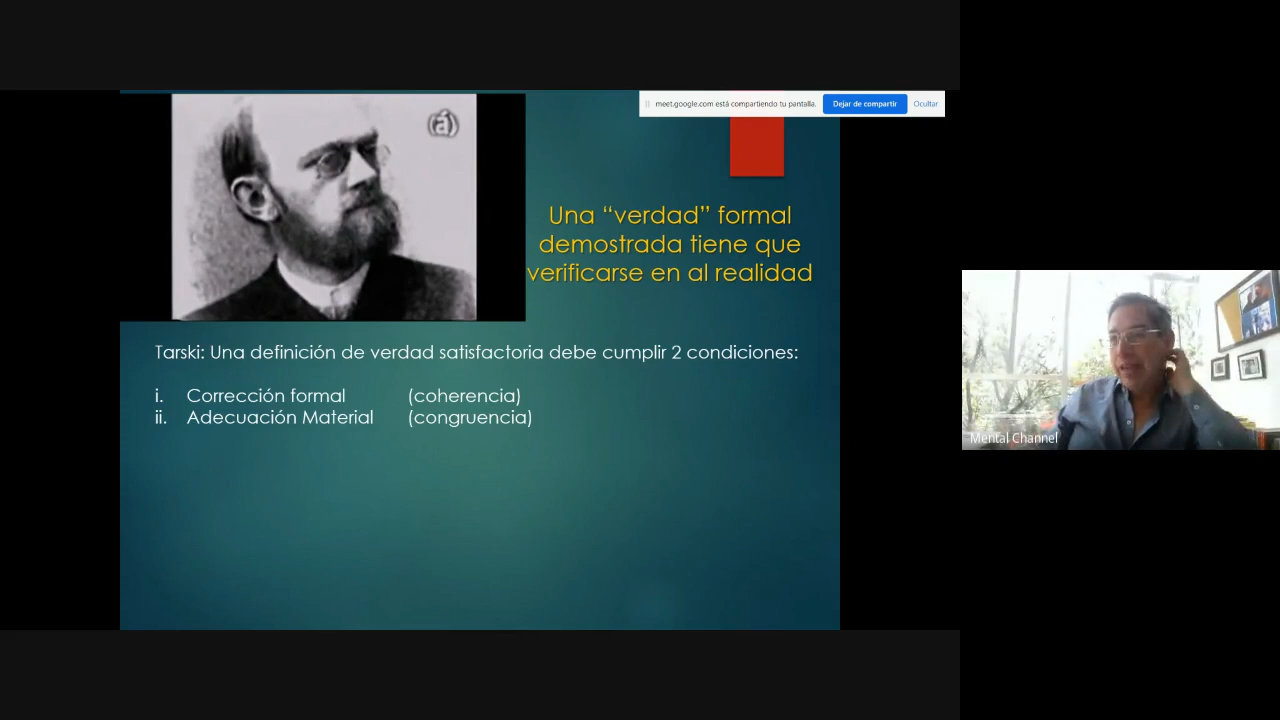 (á)
meet.google.com está compartiendo tu pantalla. Dejar de compartir Ocultar
Una “verdad” formal
demostrada tiene que
verificarse en al realidad
Tarski: Una definición de verdad satisfactoria debe cumplir 2 condiciones:
i. Corrección formal (coherencia)
ii. Adecuación Material (congruencia)
Mental Channel